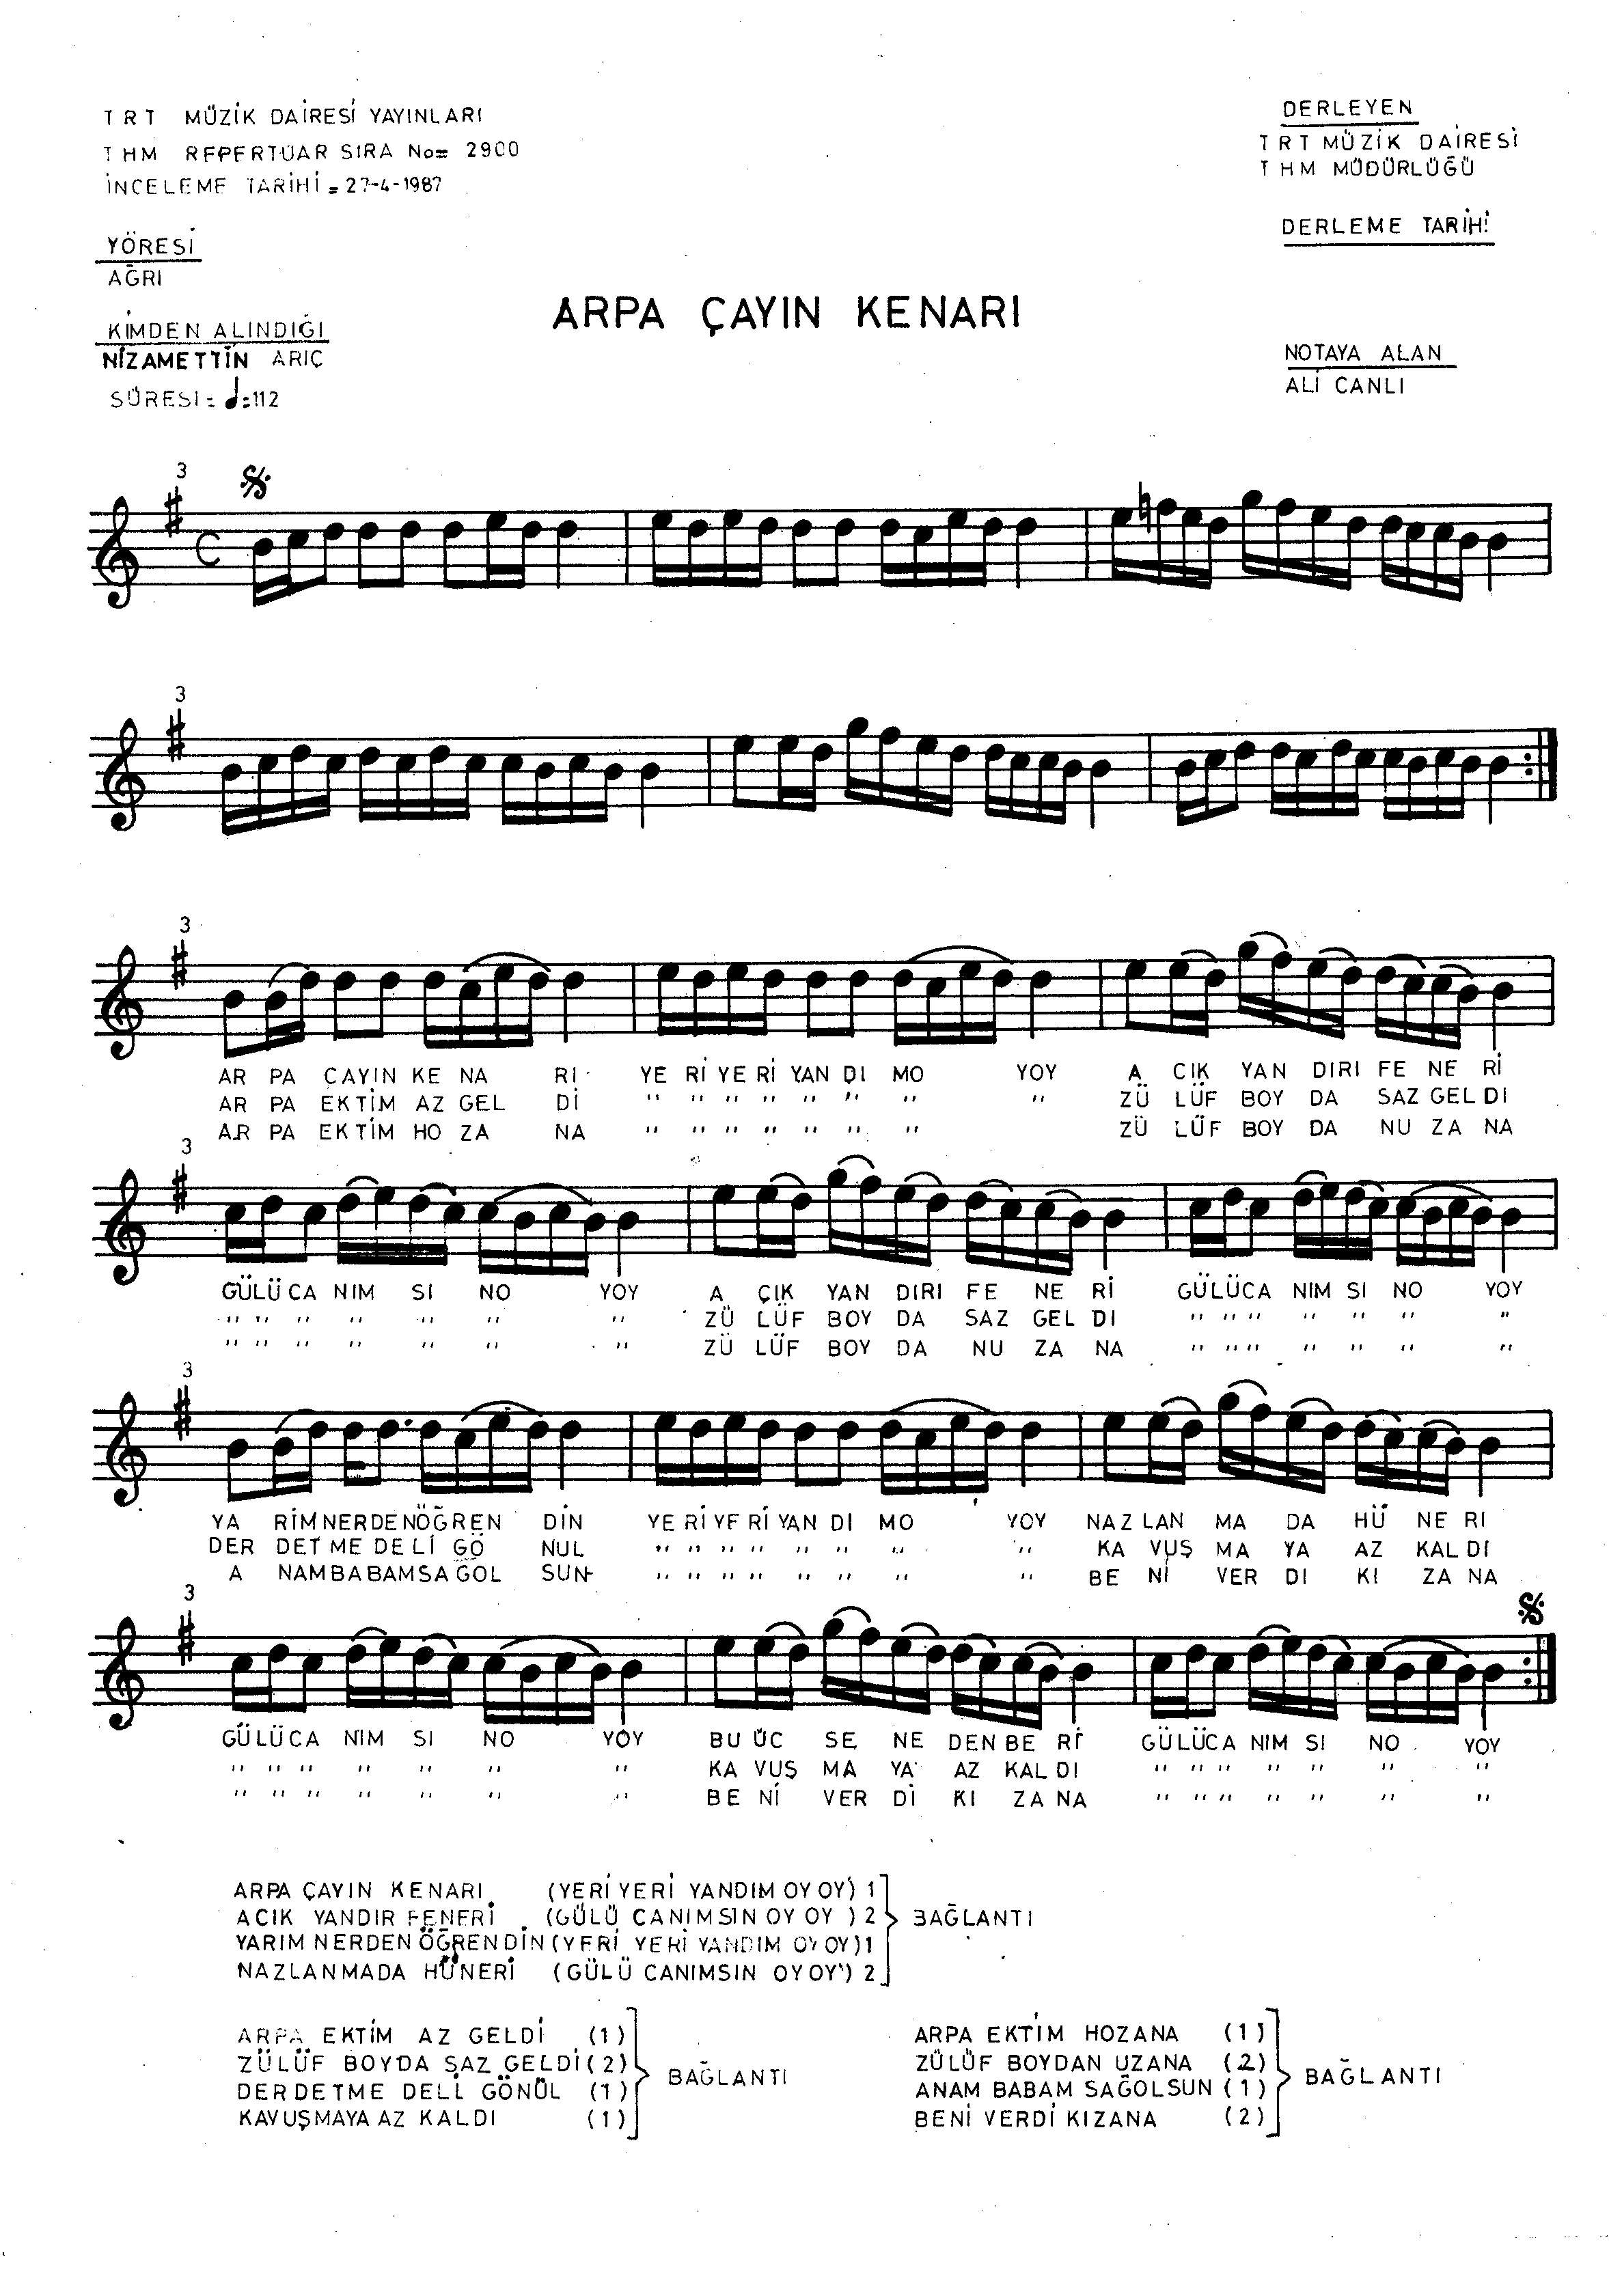 TRT MÜZİK DAİRESİ YAYINLARI
THM REPERTUAR SIRA No= 2900
İNCELEME TARİHİ = 27-4-1987
DERLEYEN
TRT MÜZİK DAİRESİ
THM MÜDÜRLÜĞÜ
DERLEME TARİHİ
YÖRESİ
AĞRI
ARPA ÇAYIN KENARI
KİMDEN ALINDIĞI
NİZAMETTİN ARIÇ
SÜRESİ = ♩=112
NOTAYA ALAN
ALİ CANLI
3
3
3
AR PA ÇAYIN KE NA RI YE Rİ YE Rİ YAN DI MO YOY A CIK YAN DIRI FE NE Rİ
AR PA EKTİM AZ GEL Dİ " " " " " " " " ZÜ LÜF BOY DA SAZ GEL DI
AR PA EKTİM HO ZA NA " " " " " " " ZÜ LÜF BOY DA NU ZA NA
3
GÜLÜ CA NIM SI NO YOY A ÇIK YAN DIRI FE NE Rİ GÜLÜCA NIM SI NO YOY
" " " " " " " ZÜ LÜF BOY DA SAZ GEL DI " " " " " " "
" " " " " " " ZÜ LÜF BOY DA NU ZA NA " " " " " " "
3
YA RIMNERDENÖĞREN DİN YE Rİ YE Rİ YAN DI MO YOY NAZ LAN MA DA HÜ NE RI
DER DETME DE Lİ GÖ NUL " " " " " " " " KA VUŞ MA YA AZ KAL DI
A NAMBABAMSA GOL SUN " " " " " " " " BE Nİ VER DI KI ZA NA
3
GÜLÜCA NIM SI NO YOY BU ÜC SE NE DEN BE Rİ GÜLÜCA NIM SI NO YOY
" " " " " " " KA VUŞ MA YA AZ KAL DI " " " " " " "
" " " " " " " BE Nİ VER Dİ KI ZA NA " " " " " " "
ARPA ÇAYIN KENARI (YERİ YERİ YANDIM OY OY) 1
ACIK YANDIR FENERİ (GÜLÜ CANIMSIN OY OY ) 2 BAĞLANTI
YARIM NERDEN ÖĞRENDİN (YERİ YERİ YANDIM OY OY) 1
NAZLANMADA HÜNERİ (GÜLÜ CANIMSIN OYOY) 2
ARPA EKTİM AZ GELDİ (1)
ZÜLÜF BOYDA SAZ GELDİ (2)
DERDETME DELİ GÖNÜL (1) BAĞLANTI
KAVUŞMAYA AZ KALDI (1)
ARPA EKTİM HOZANA (1)
ZÜLÜF BOYDAN UZANA (2)
ANAM BABAM SAĞOLSUN (1) BAĞLANTI
BENİ VERDİ KIZANA (2)